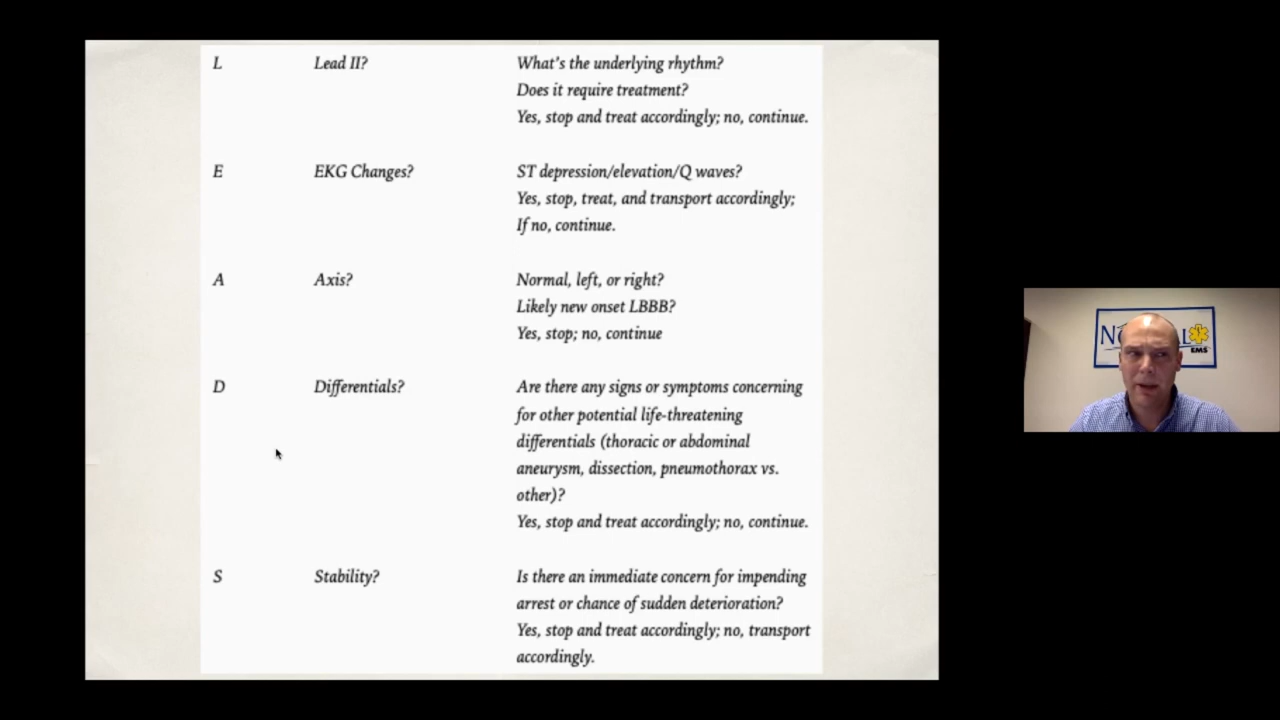 L Lead II? What's the underlying rhythm?
Does it require treatment?
Yes, stop and treat accordingly; no, continue.
E EKG Changes? ST depression/elevation/Q waves?
Yes, stop, treat, and transport accordingly;
If no, continue.
A Axis? Normal, left, or right?
Likely new onset LBBB?
Yes, stop; no, continue
D Differentials? Are there any signs or symptoms concerning
for other potential life-threatening
differentials (thoracic or abdominal
aneurysm, dissection, pneumothorax vs.
other)?
Yes, stop and treat accordingly; no, continue.
S Stability? Is there an immediate concern for impending
arrest or chance of sudden deterioration?
Yes, stop and treat accordingly; no, transport
accordingly.
EMS